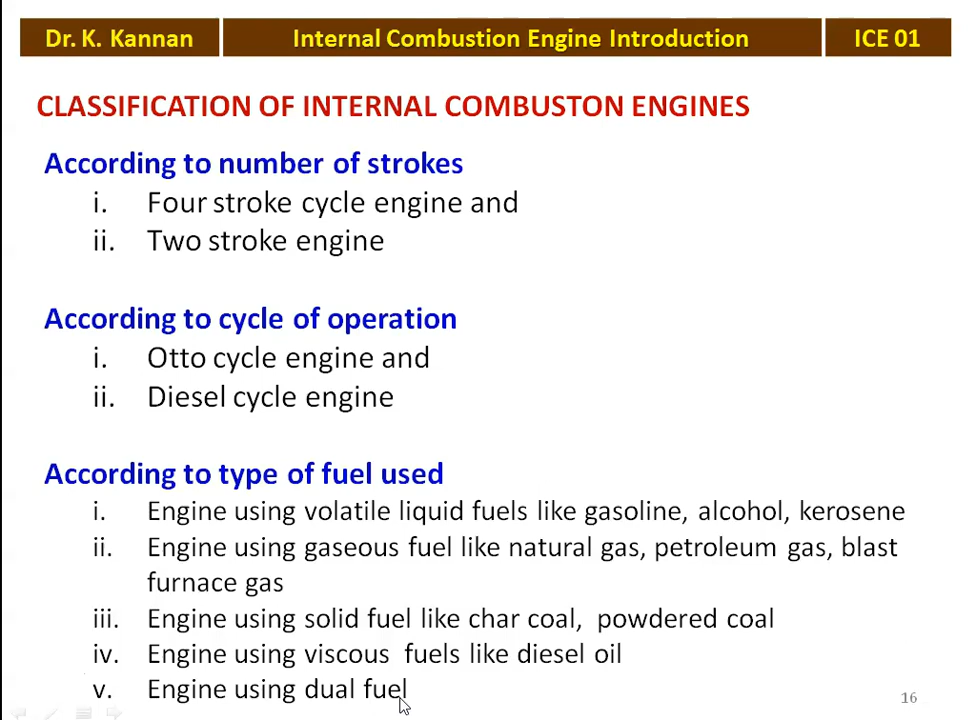 Dr. K. Kannan
Internal Combustion Engine Introduction
ICE 01
CLASSIFICATION OF INTERNAL COMBUSTON ENGINES
According to number of strokes
i. Four stroke cycle engine and
ii. Two stroke engine
According to cycle of operation
i. Otto cycle engine and
ii. Diesel cycle engine
According to type of fuel used
i. Engine using volatile liquid fuels like gasoline, alcohol, kerosene
ii. Engine using gaseous fuel like natural gas, petroleum gas, blast
furnace gas
iii. Engine using solid fuel like char coal, powdered coal
iv. Engine using viscous fuels like diesel oil
v. Engine using dual fuel
16